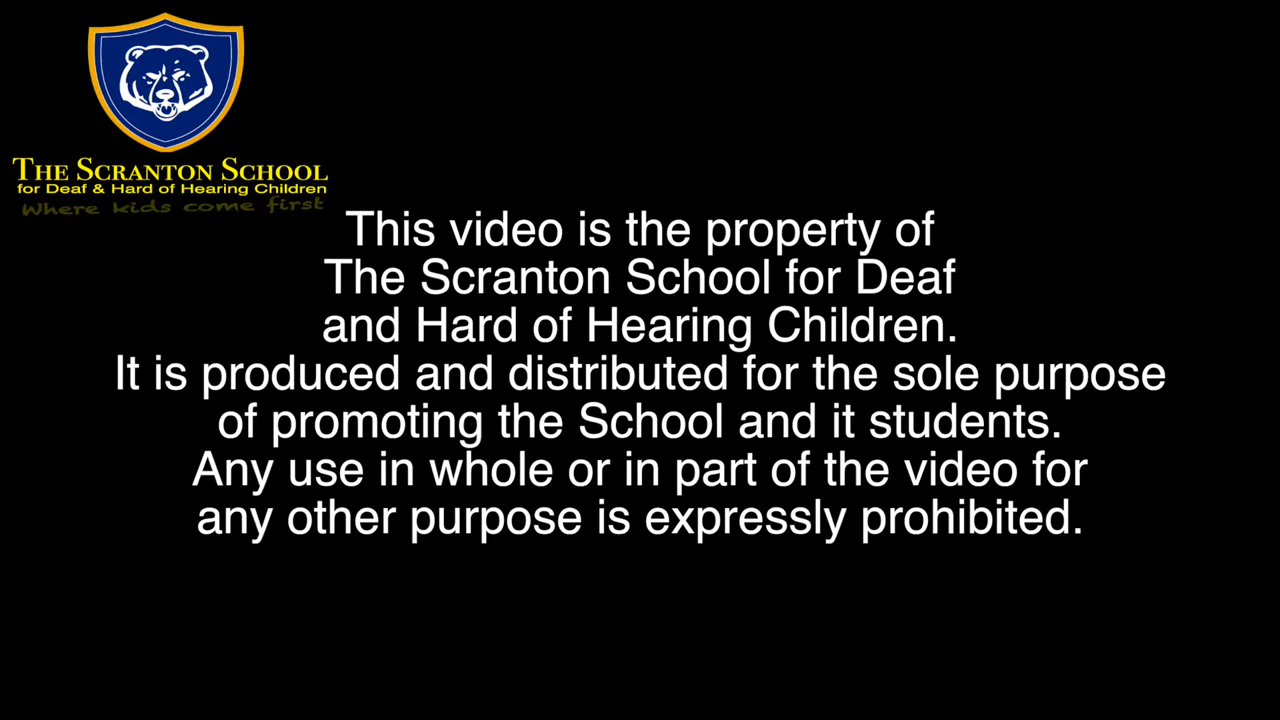 THE SCRANTON SCHOOL
for Deaf & Hard of Hearing Children
Where kids come first
This video is the property of
The Scranton School for Deaf
and Hard of Hearing Children.
It is produced and distributed for the sole purpose
of promoting the School and it students.
Any use in whole or in part of the video for
any other purpose is expressly prohibited.